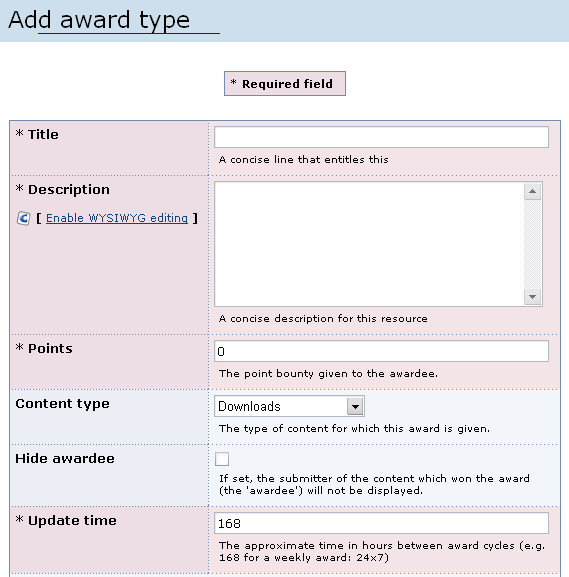 Add award type
* Required field
* Title
A concise line that entitles this
* Description
[ Enable WYSIWYG editing ]
A concise description for this resource
* Points
0
The point bounty given to the awardee.
Content type
Downloads
The type of content for which this award is given.
Hide awardee
If set, the submitter of the content which won the award
(the 'awardee') will not be displayed.
* Update time
168
The approximate time in hours between award cycles (e.g.
168 for a weekly award: 24x7)